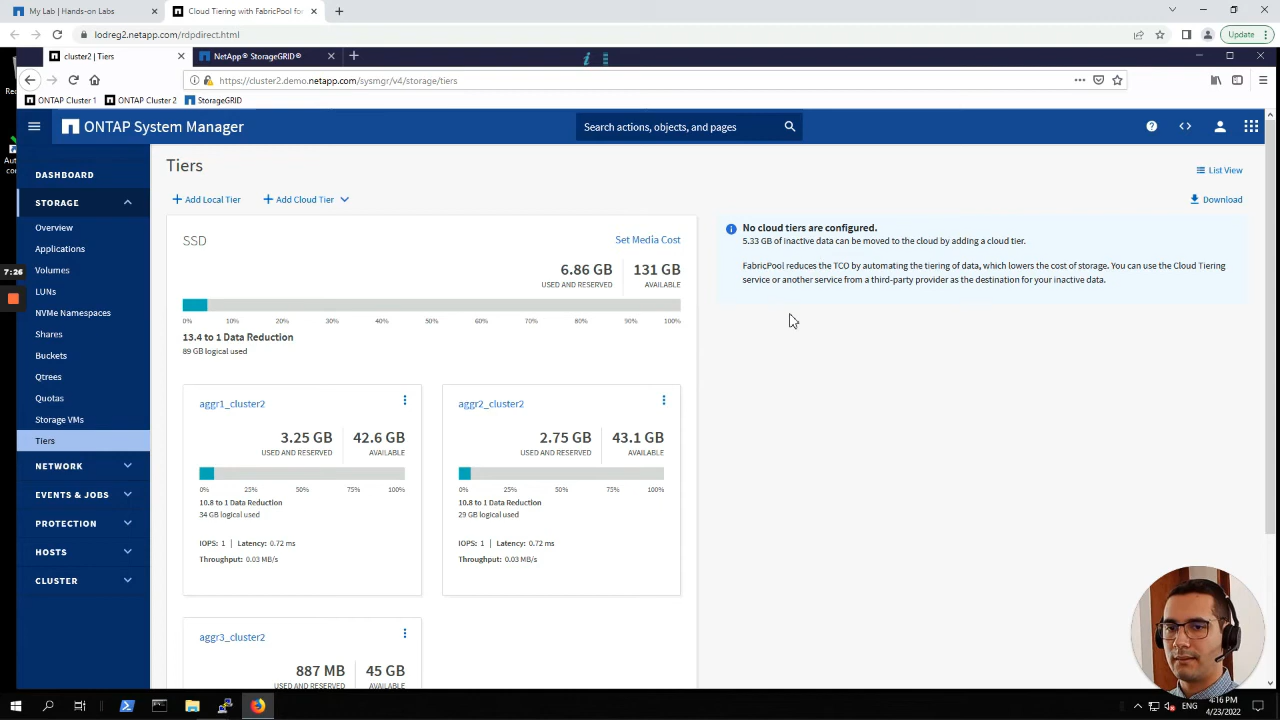 My Lab | Hands-on Labs
Cloud Tiering with FabricPool for
lodreg2.netapp.com/rdpdirect.html
Update
cluster2 | Tiers
NetApp® StorageGRID®
https://cluster2.demo.netapp.com/sysmgr/v4/storage/tiers
ONTAP Cluster 1
ONTAP Cluster 2
StorageGRID
ONTAP System Manager
Search actions, objects, and pages
DASHBOARD
STORAGE
Overview
Applications
Volumes
LUNs
NVMe Namespaces
Shares
Buckets
Qtrees
Quotas
Storage VMs
Tiers
NETWORK
EVENTS & JOBS
PROTECTION
HOSTS
CLUSTER
7:26
Tiers
List View
Add Local Tier
Add Cloud Tier
Download
SSD
Set Media Cost
6.86 GB
USED AND RESERVED
131 GB
AVAILABLE
0% 10% 20% 30% 40% 50% 60% 70% 80% 90% 100%
13.4 to 1 Data Reduction
89 GB logical used
aggr1_cluster2
3.25 GB
USED AND RESERVED
42.6 GB
AVAILABLE
0% 25% 50% 75% 100%
10.8 to 1 Data Reduction
34 GB logical used
IOPS: 1 | Latency: 0.72 ms
Throughput: 0.03 MB/s
aggr2_cluster2
2.75 GB
USED AND RESERVED
43.1 GB
AVAILABLE
0% 25% 50% 75% 100%
10.8 to 1 Data Reduction
29 GB logical used
IOPS: 1 | Latency: 0.72 ms
Throughput: 0.03 MB/s
aggr3_cluster2
887 MB
USED AND RESERVED
45 GB
AVAILABLE
No cloud tiers are configured.
5.33 GB of inactive data can be moved to the cloud by adding a cloud tier.
FabricPool reduces the TCO by automating the tiering of data, which lowers the cost of storage. You can use the Cloud Tiering
service or another service from a third-party provider as the destination for your inactive data.
ENG
4:16 PM
4/23/2022